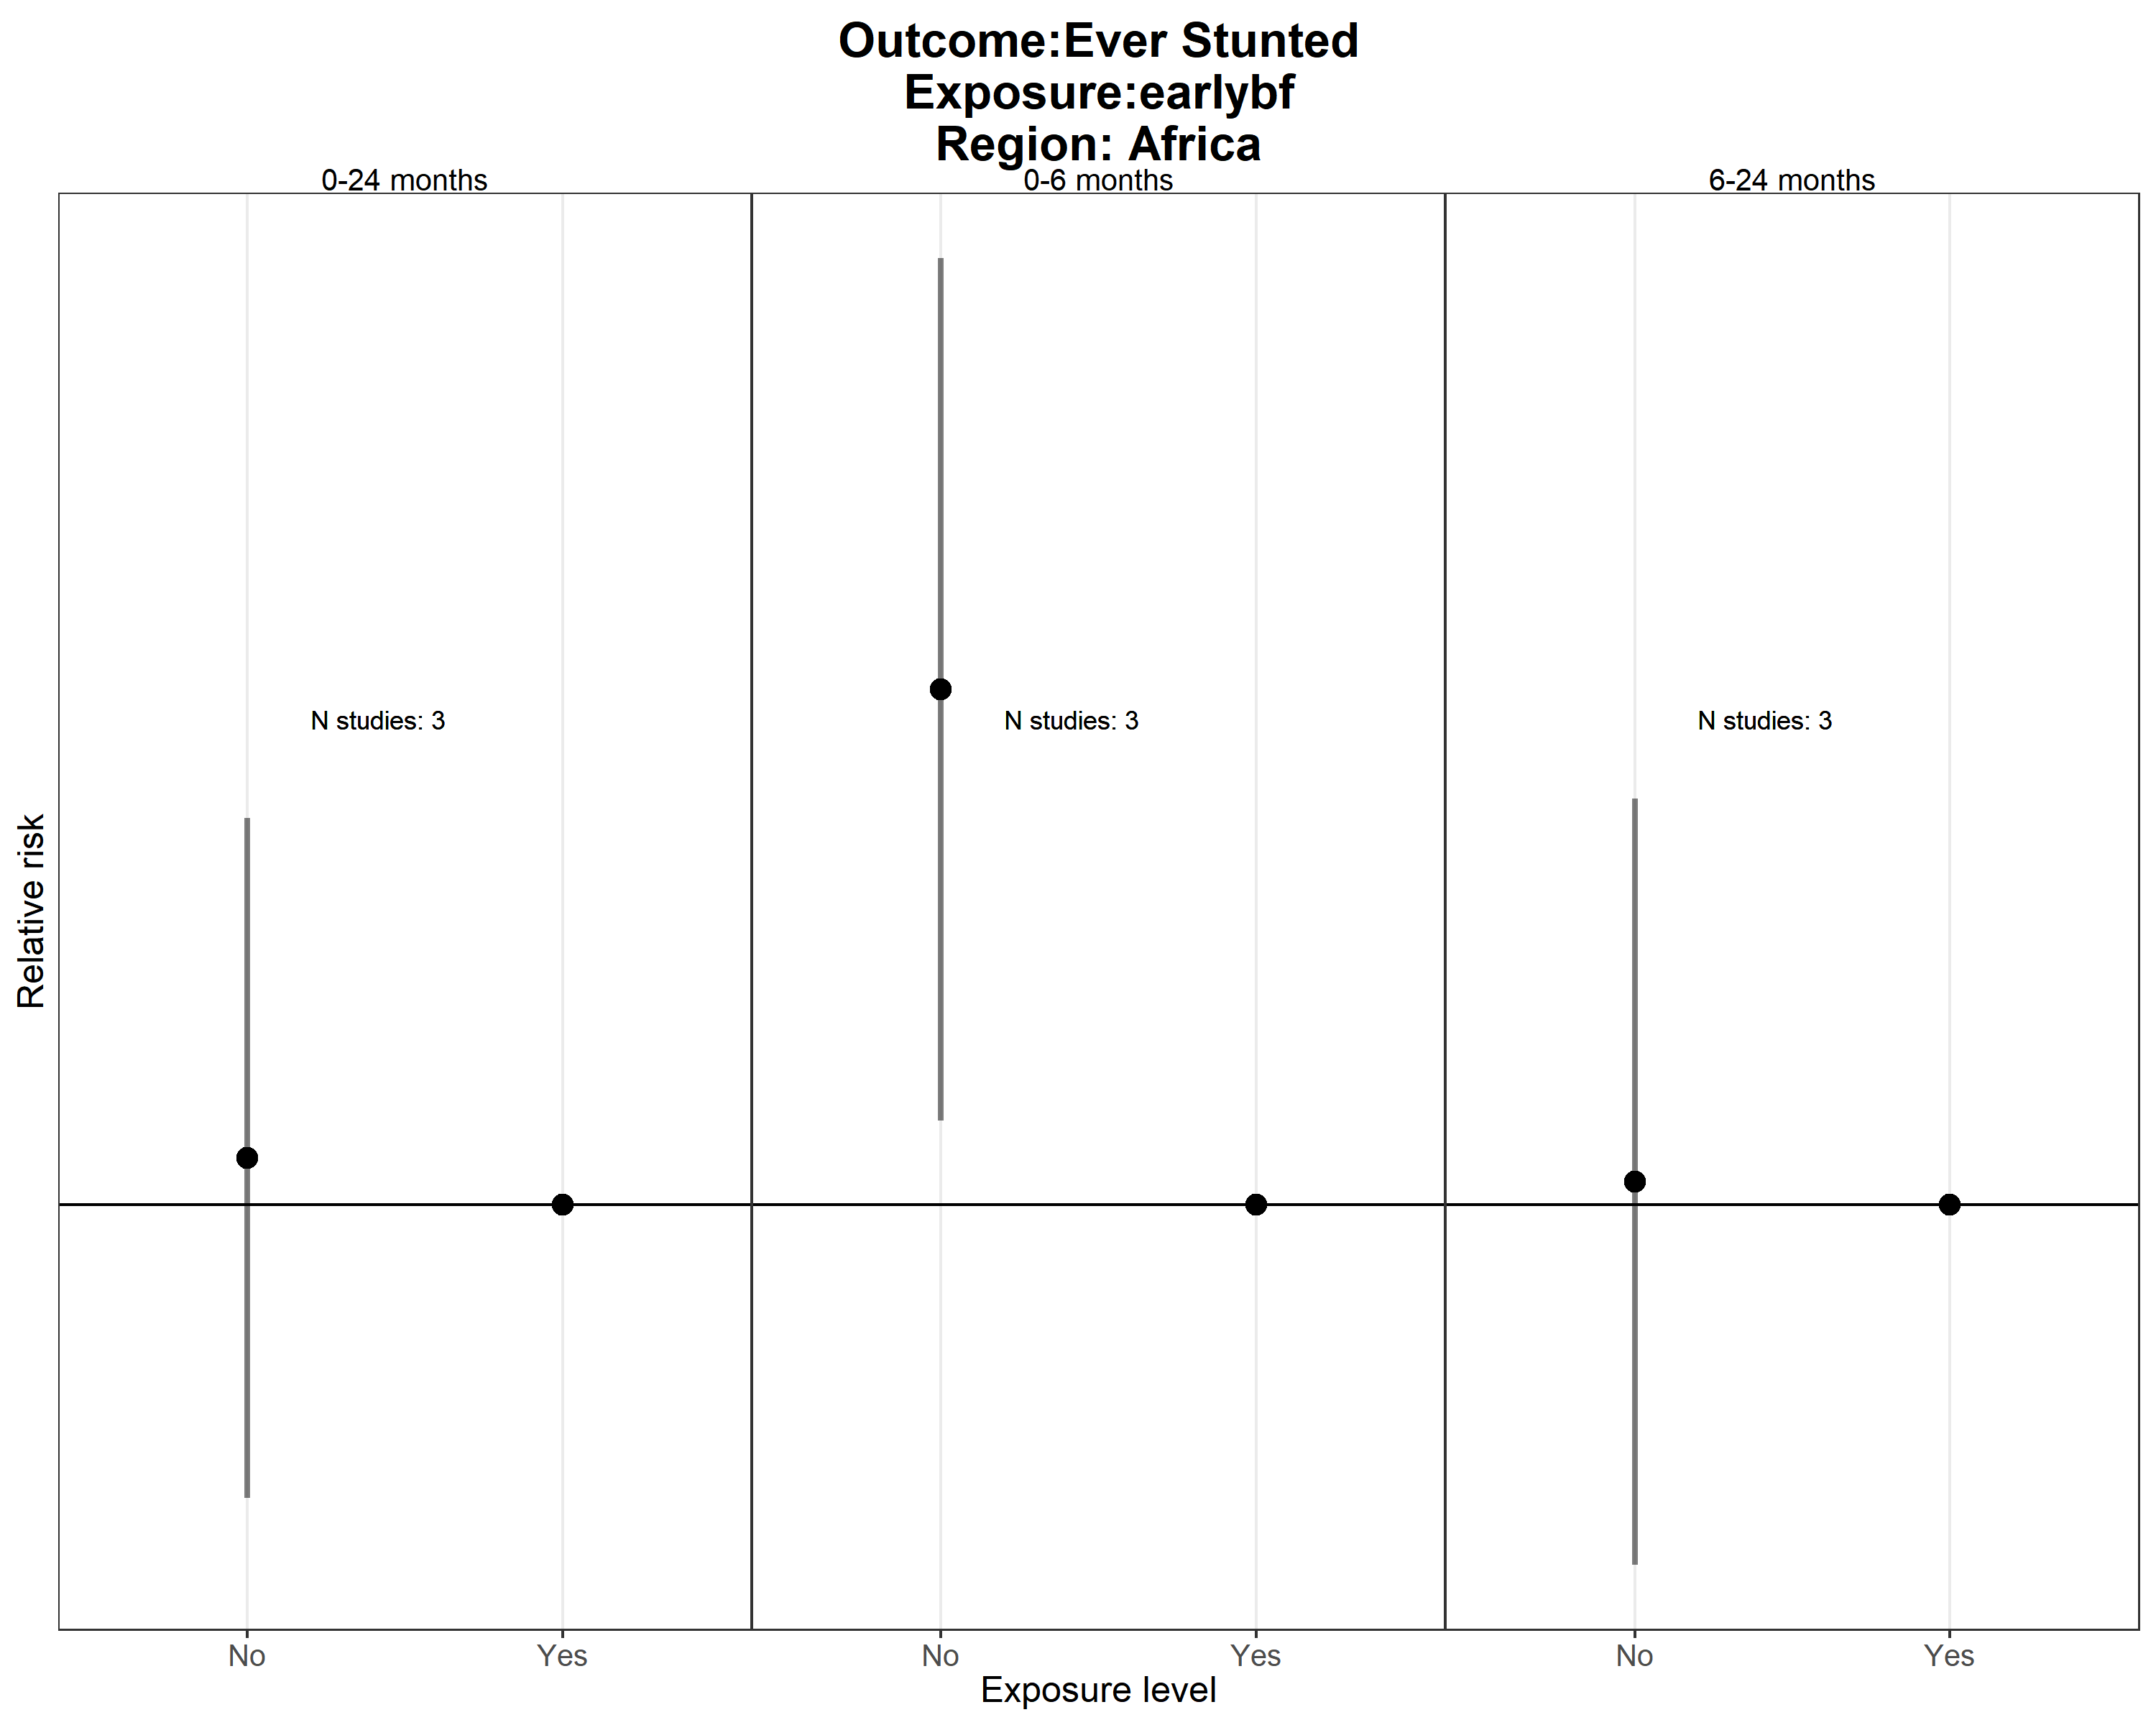 Outcome:Ever Stunted
Exposure:earlybf
Region: Africa
0-24 months
0-6 months
6-24 months
N studies: 3
N studies: 3
N studies: 3
Relative risk
No
Yes
No
Yes
No
Yes
Exposure level